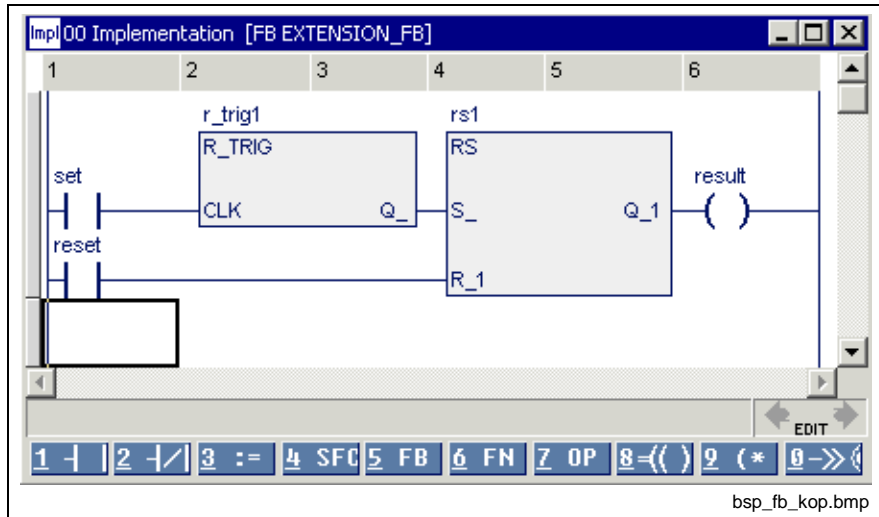 Impl 00 Implementation [FB EXTENSION_FB]
1 2 3 4 5 6
r_trig1 rs1
R_TRIG RS
set result
CLK Q_ S_ Q_1
reset
R_1
EDIT
1 ┤ | 2 ┤/| 3 := 4 SFC 5 FB 6 FN 7 OP 8=(( ) 9 (* 0->>(
bsp_fb_kop.bmp